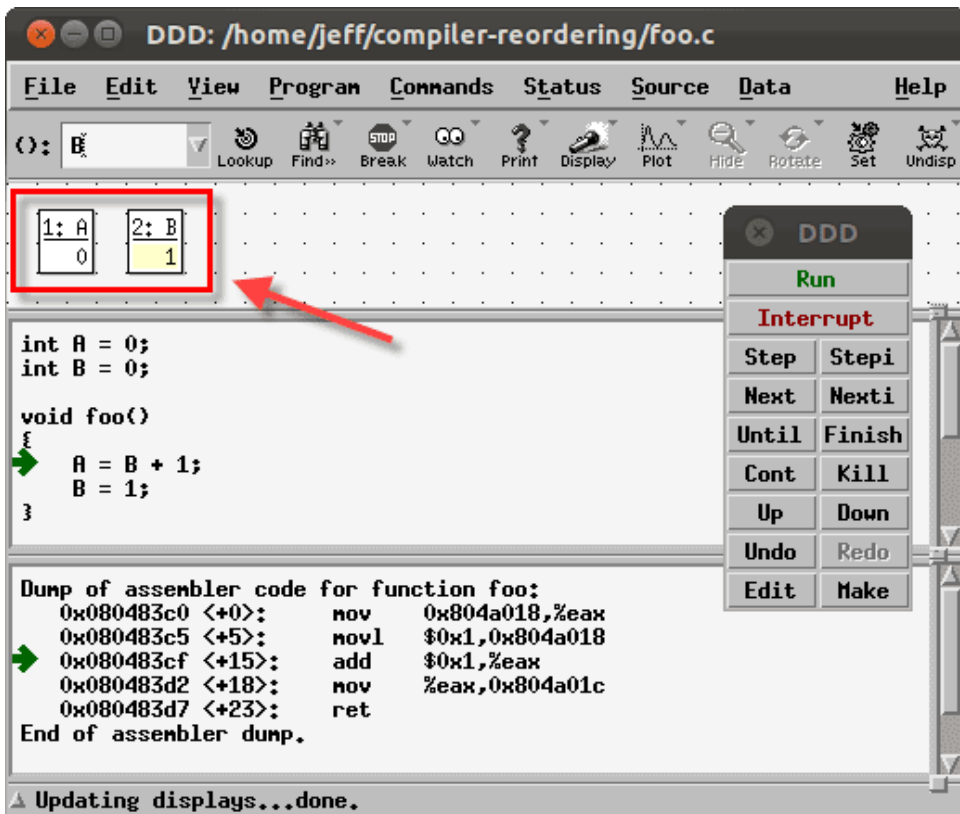 DDD: /home/jeff/compiler-reordering/foo.c
File Edit View Program Commands Status Source Data Help
(): B Lookup Find» Break Watch Print Display Plot Hide Rotate Set Undisp
STOP
1: A 2: B
0 1
DDD
Run
Interrupt
Step Stepi
Next Nexti
Until Finish
Cont Kill
Up Down
Undo Redo
Edit Make
int A = 0;
int B = 0;
void foo()
{
A = B + 1;
B = 1;
}
Dump of assembler code for function foo:
0x080483c0 <+0>: mov 0x804a018,%eax
0x080483c5 <+5>: movl $0x1,0x804a018
0x080483cf <+15>: add $0x1,%eax
0x080483d2 <+18>: mov %eax,0x804a01c
0x080483d7 <+23>: ret
End of assembler dump.
Updating displays...done.